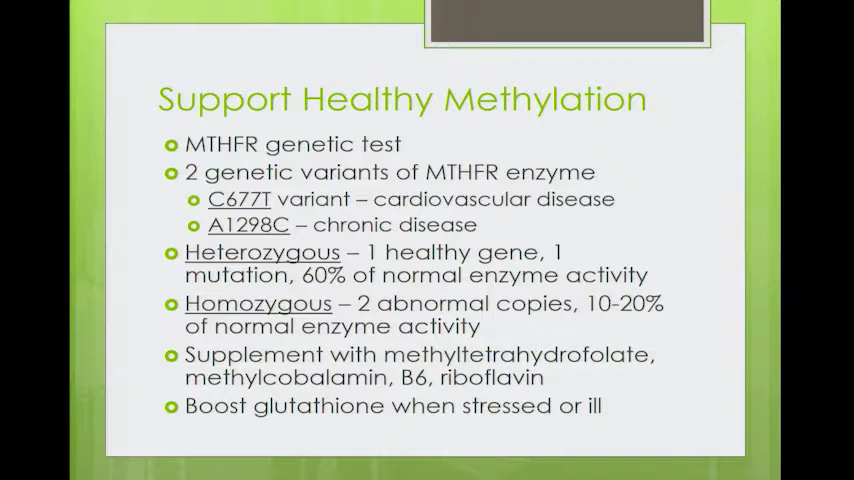 Support Healthy Methylation
MTHFR genetic test
2 genetic variants of MTHFR enzyme
C677T variant – cardiovascular disease
A1298C – chronic disease
Heterozygous – 1 healthy gene, 1
mutation, 60% of normal enzyme activity
Homozygous – 2 abnormal copies, 10-20%
of normal enzyme activity
Supplement with methyltetrahydrofolate,
methylcobalamin, B6, riboflavin
Boost glutathione when stressed or ill